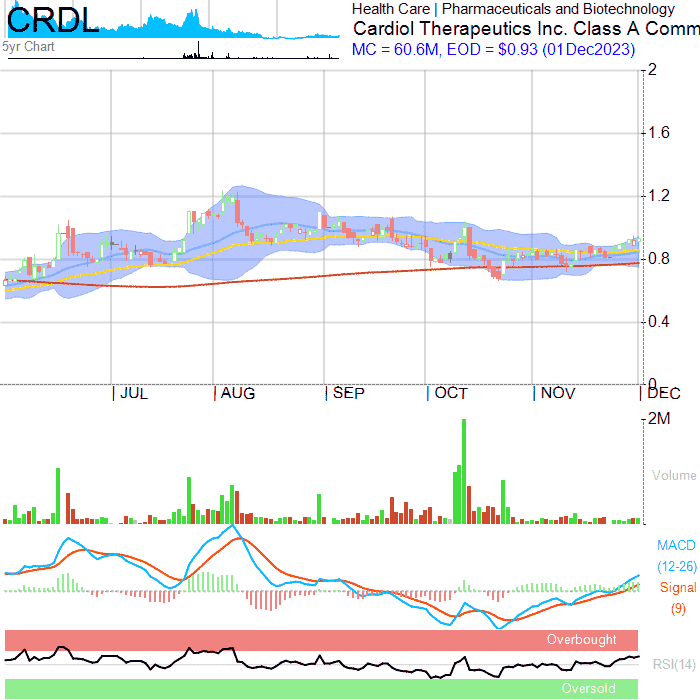 CRDL
Health Care | Pharmaceuticals and Biotechnology
Cardiol Therapeutics Inc. Class A Comm
5yr Chart
MC = 60.6M, EOD = $0.93 (01Dec2023)
2
1.6
1.2
0.8
0.4
0
JUL
AUG
SEP
OCT
NOV
DEC
2M
Volume
MACD
(12-26)
Signal
(9)
Overbought
RSI(14)
Oversold